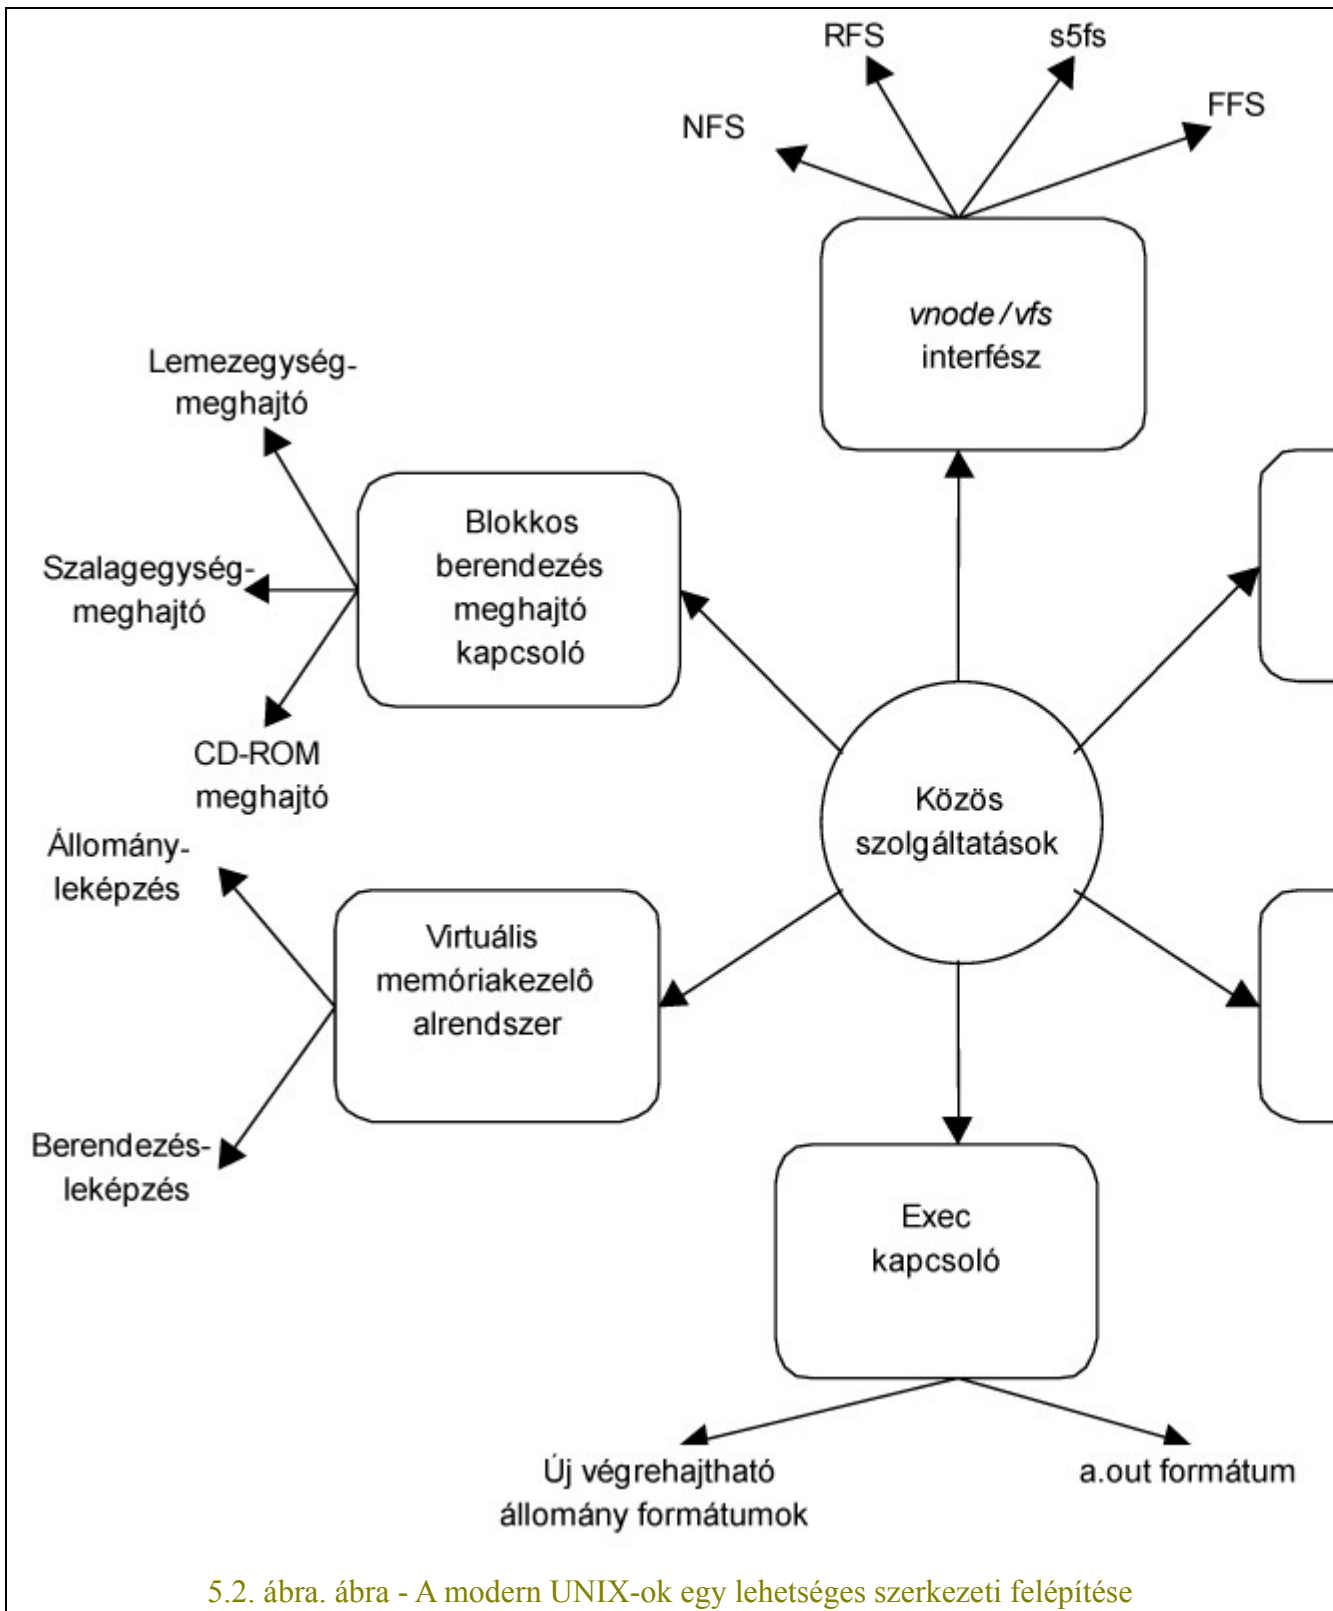 RFS
s5fs
NFS
FFS
vnode / vfs
interfész
Lemezegység-
meghajtó
Blokkos
berendezés
meghajtó
kapcsoló
Szalagegység-
meghajtó
CD-ROM
meghajtó
Közös
szolgáltatások
Állomány-
leképzés
Virtuális
memóriakezelô
alrendszer
Berendezés-
leképzés
Exec
kapcsoló
Új végrehajtható
állomány formátumok
a.out formátum
5.2. ábra. ábra - A modern UNIX-ok egy lehetséges szerkezeti felépítése